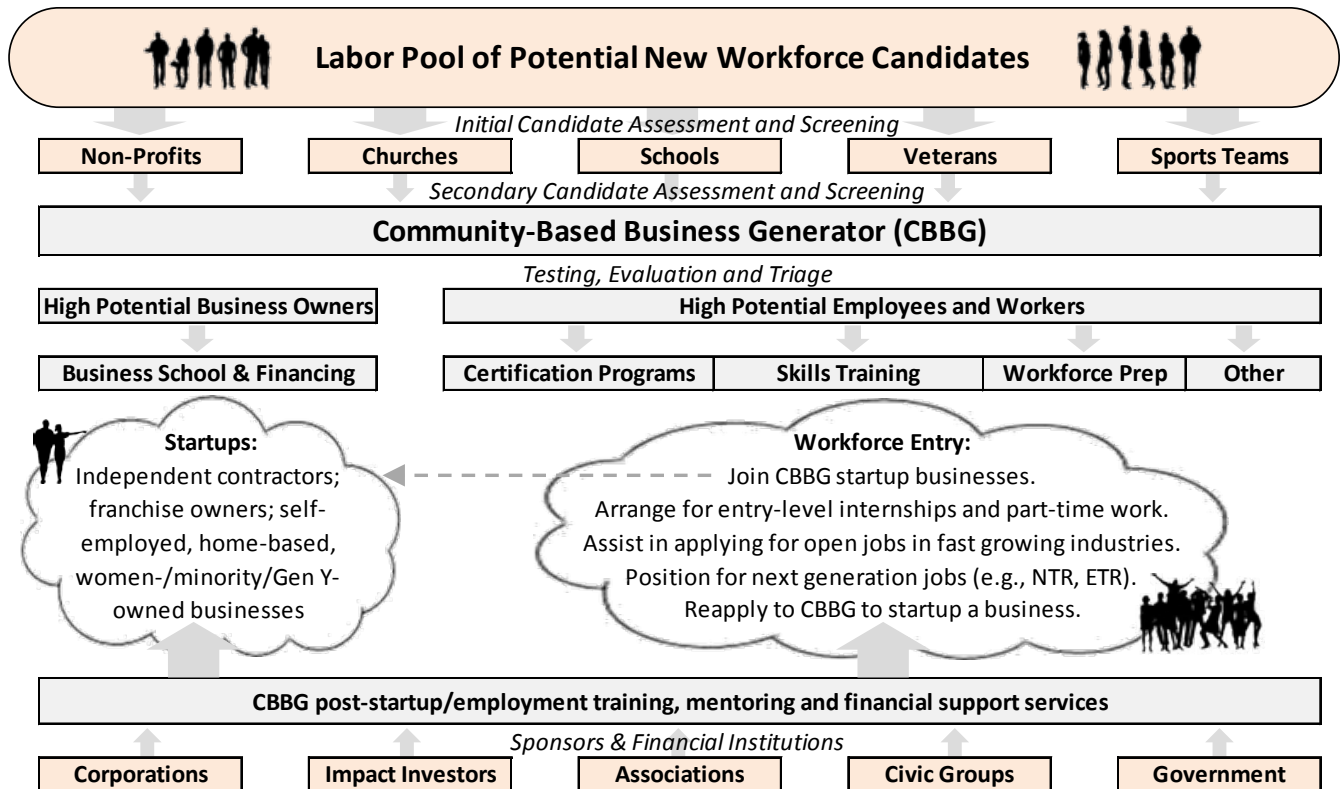 Labor Pool of Potential New Workforce Candidates
Initial Candidate Assessment and Screening
Non-Profits
Churches
Schools
Veterans
Sports Teams
Secondary Candidate Assessment and Screening
Community-Based Business Generator (CBBG)
Testing, Evaluation and Triage
High Potential Business Owners
High Potential Employees and Workers
Business School & Financing
Certification Programs
Skills Training
Workforce Prep
Other
Startups:
Independent contractors;
franchise owners; self-
employed, home-based,
women-/minority/Gen Y-
owned businesses
Workforce Entry:
Join CBBG startup businesses.
Arrange for entry-level internships and part-time work.
Assist in applying for open jobs in fast growing industries.
Position for next generation jobs (e.g., NTR, ETR).
Reapply to CBBG to startup a business.
CBBG post-startup/employment training, mentoring and financial support services
Sponsors & Financial Institutions
Corporations
Impact Investors
Associations
Civic Groups
Government